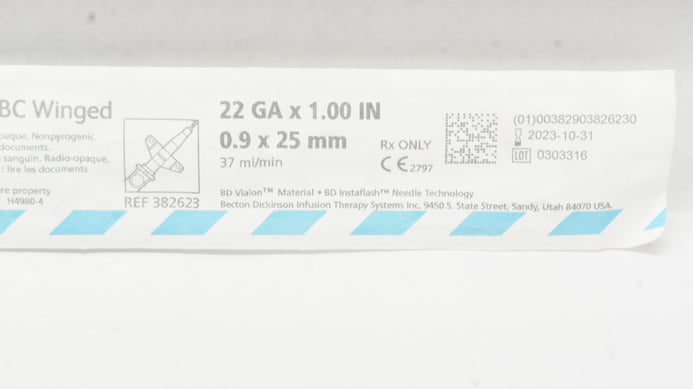 BC Winged
opaque, Nonpyrogenic.
documents.
sanguin. Radio-opaque,
: lire les documents
property
H4980-4
REF 382623
22 GA x 1.00 IN
0.9 x 25 mm
37 ml/min
Rx ONLY
CE 2797
(01)00382903826230
2023-10-31
LOT 0303316
BD Vialon™ Material • BD Instaflash™ Needle Technology
Becton Dickinson Infusion Therapy Systems Inc. 9450 S. State Street, Sandy, Utah 84070 USA.